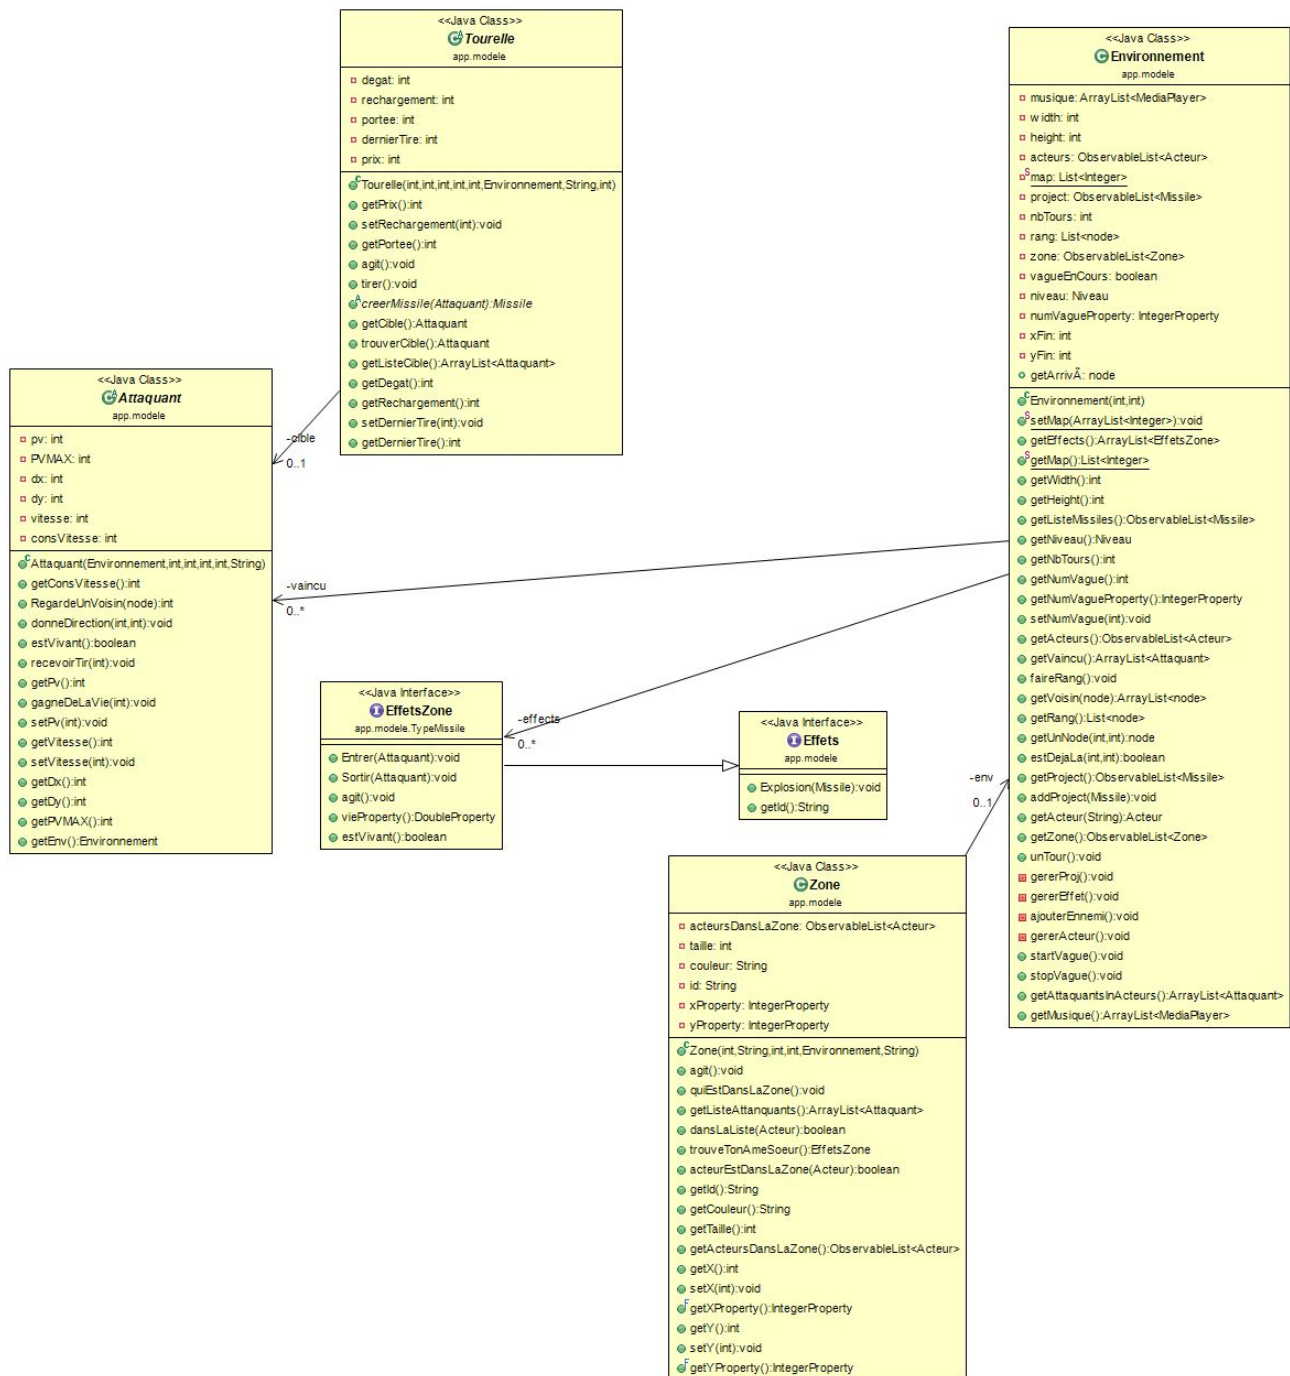 <<Java Class>>
Tourelle
app.modele
degat: int
rechargement: int
portee: int
dernierTire: int
prix: int
Tourelle(int,int,int,int,int,Environnement,String,int)
getPrix():int
setRechargement(int):void
getPortee():int
agit():void
tirer():void
creerMissile(Attaquant):Missile
getCible():Attaquant
trouverCible():Attaquant
getListeCible():ArrayList<Attaquant>
getDegat():int
getRechargement():int
setDernierTire(int):void
getDernierTire():int
<<Java Class>>
Environnement
app.modele
musique: ArrayList<MediaPlayer>
width: int
height: int
acteurs: ObservableList<Acteur>
map: List<Integer>
project: ObservableList<Missile>
nbTours: int
rang: List<node>
zone: ObservableList<Zone>
vagueEnCours: boolean
niveau: Niveau
numVagueProperty: IntegerProperty
xFin: int
yFin: int
getArrivÃ: node
Environnement(int,int)
setMap(ArrayList<Integer>):void
getEffects():ArrayList<EffetsZone>
getMap():List<Integer>
getWidth():int
getHeight():int
getListeMissiles():ObservableList<Missile>
getNiveau():Niveau
getNbTours():int
getNumVague():int
getNumVagueProperty():IntegerProperty
setNumVague(int):void
getActeurs():ObservableList<Acteur>
getVaincu():ArrayList<Attaquant>
faireRang():void
getVoisin(node):ArrayList<node>
getRang():List<node>
getUnNode(int,int):node
estDejaLa(int,int):boolean
getProject():ObservableList<Missile>
addProject(Missile):void
getActeur(String):Acteur
getZone():ObservableList<Zone>
unTour():void
gererProj():void
gererEffet():void
ajouterEnnemi():void
gererActeur():void
startVague():void
stopVague():void
getAttaquantsInActeurs():ArrayList<Attaquant>
getMusique():ArrayList<MediaPlayer>
<<Java Class>>
Attaquant
app.modele
pv: int
PVMAX: int
dx: int
dy: int
vitesse: int
consVitesse: int
Attaquant(Environnement,int,int,int,int,String)
getConsVitesse():int
RegardeUnVoisin(node):int
donneDirection(int,int):void
estVivant():boolean
recevoirTir(int):void
getPv():int
gagneDeLaVie(int):void
setPv(int):void
getVitesse():int
setVitesse(int):void
getDx():int
getDy():int
getPVMAX():int
getEnv():Environnement
-cible
0..1
-vaincu
0..*
<<Java Interface>>
EffetsZone
app.modele.TypeMissile
Entrer(Attaquant):void
Sortir(Attaquant):void
agit():void
vieProperty():DoubleProperty
estVivant():boolean
-effects
0..*
<<Java Interface>>
Effets
app.modele
Explosion(Missile):void
getId():String
-env
0..1
<<Java Class>>
Zone
app.modele
acteursDansLaZone: ObservableList<Acteur>
taille: int
couleur: String
id: String
xProperty: IntegerProperty
yProperty: IntegerProperty
Zone(int,String,int,int,Environnement,String)
agit():void
quiEstDansLaZone():void
getListeAttanquants():ArrayList<Attaquant>
dansLaListe(Acteur):boolean
trouveTonAmeSoeur():EffetsZone
acteurEstDansLaZone(Acteur):boolean
getId():String
getCouleur():String
getTaille():int
getActeursDansLaZone():ObservableList<Acteur>
getX():int
setX(int):void
getXProperty():IntegerProperty
getY():int
setY(int):void
getYProperty():IntegerProperty